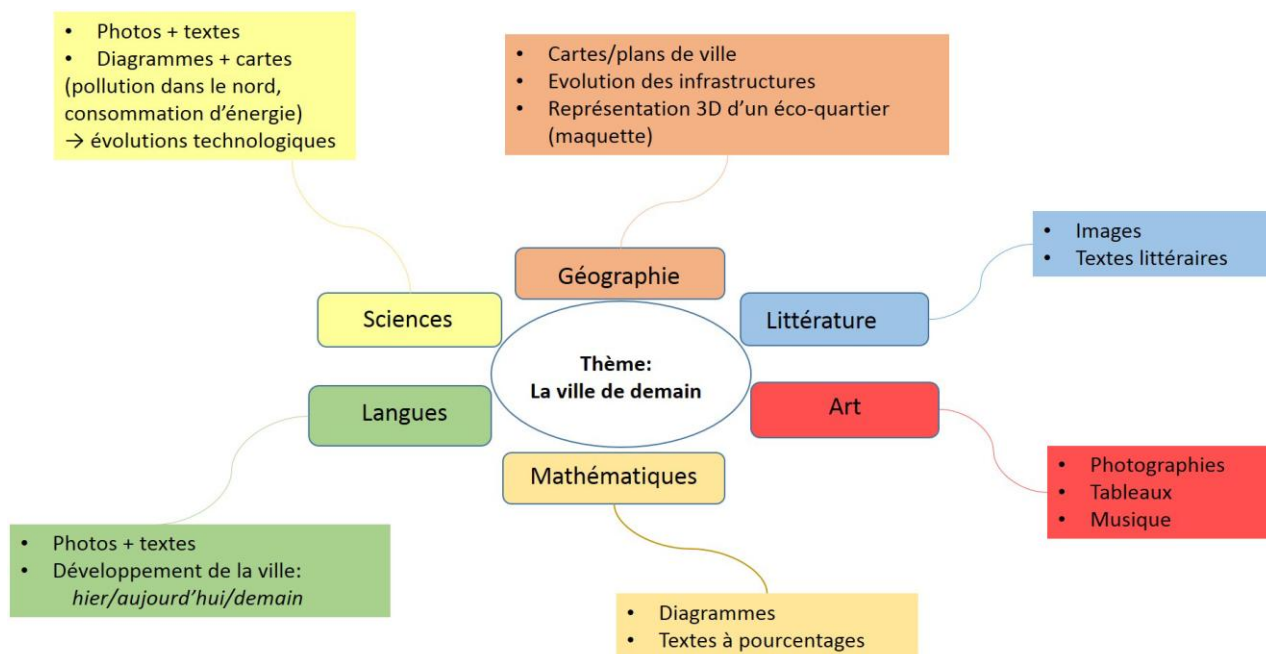 • Photos + textes
• Diagrammes + cartes
(pollution dans le nord,
consommation d'énergie)
→ évolutions technologiques
• Cartes/plans de ville
• Evolution des infrastructures
• Représentation 3D d'un éco-quartier
(maquette)
• Images
• Textes littéraires
Géographie
Sciences
Littérature
Thème:
La ville de demain
Langues
Art
Mathématiques
• Photographies
• Tableaux
• Musique
• Photos + textes
• Développement de la ville:
hier/aujourd'hui/demain
• Diagrammes
• Textes à pourcentages